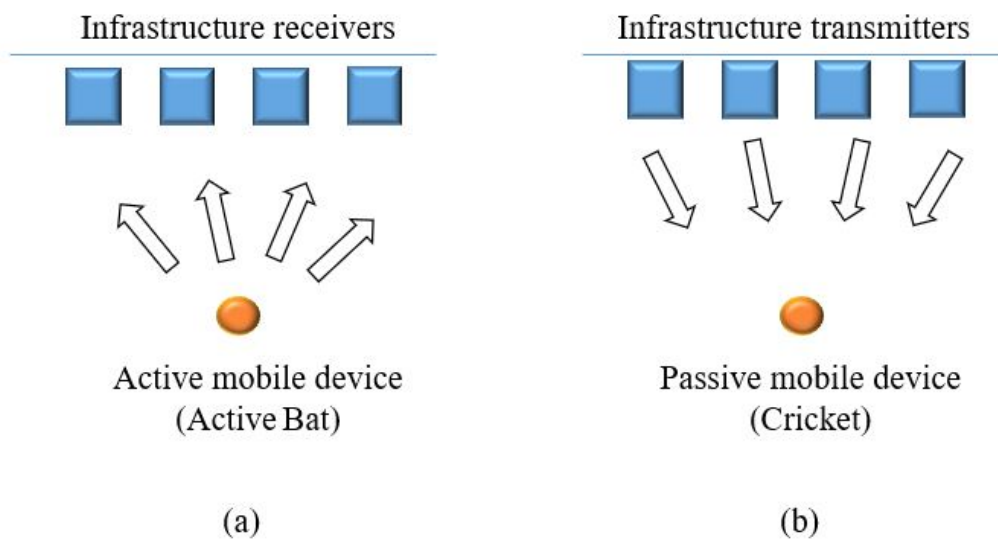 Infrastructure receivers
Active mobile device
(Active Bat)
(a)
Infrastructure transmitters
Passive mobile device
(Cricket)
(b)